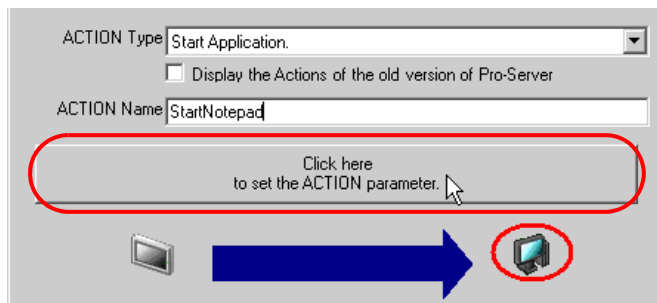 ACTION Type Start Application.
Display the Actions of the old version of Pro-Server
ACTION Name StartNotepad
Click here
to set the ACTION parameter.